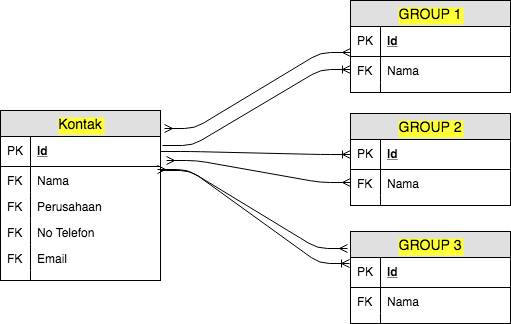 Kontak
PK Id
FK Nama
FK Perusahaan
FK No Telefon
FK Email
GROUP 1
PK Id
FK Nama
GROUP 2
PK Id
FK Nama
GROUP 3
PK Id
FK Nama